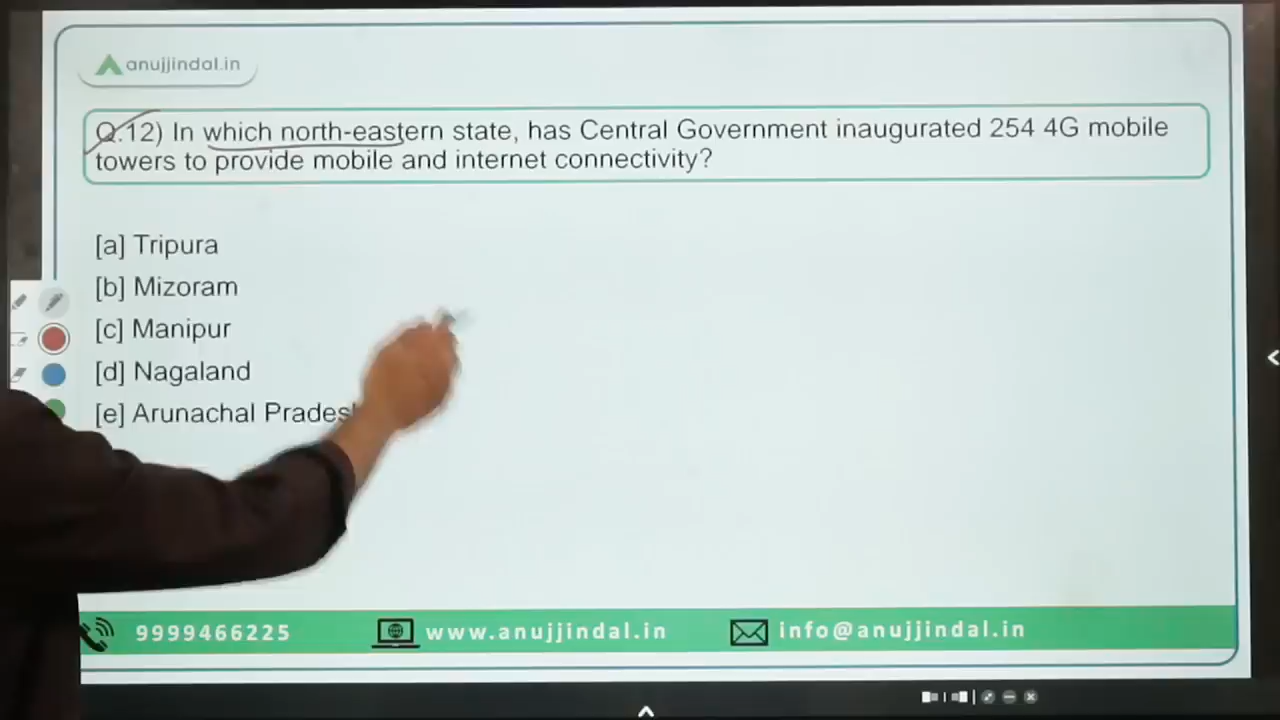 anujjindal.in
Q.12) In which north-eastern state, has Central Government inaugurated 254 4G mobile
towers to provide mobile and internet connectivity?
[a] Tripura
[b] Mizoram
[c] Manipur
[d] Nagaland
[e] Arunachal Pradesh
9999466225 www.anujjindal.in info@anujjindal.in